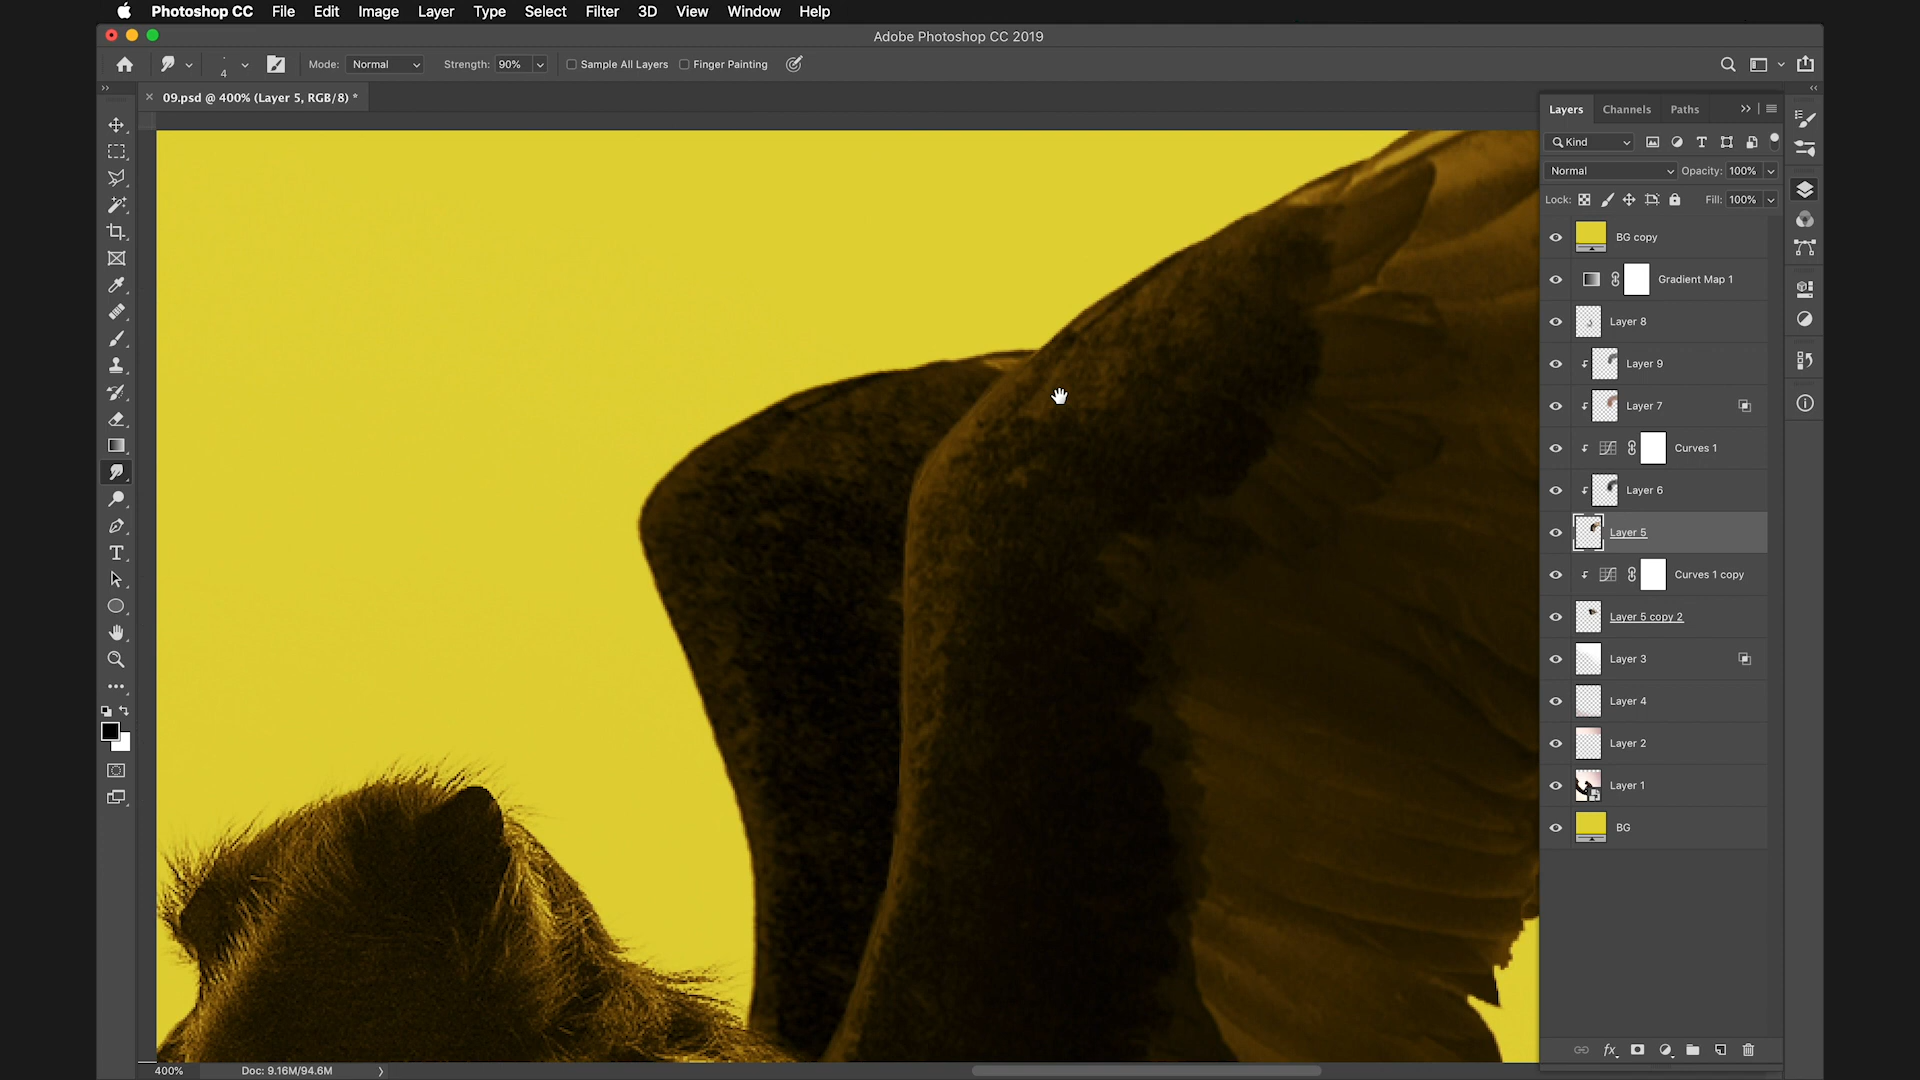 Photoshop CC File Edit Image Layer Type Select Filter 3D View Window Help
Adobe Photoshop CC 2019
4 Mode: Normal Strength: 90% Sample All Layers Finger Painting
× 09.psd @ 400% (Layer 5, RGB/8) *
Layers Channels Paths
Kind
Normal Opacity: 100%
Lock: Fill: 100%
BG copy
Gradient Map 1
Layer 8
Layer 9
Layer 7
Curves 1
Layer 6
Layer 5
Curves 1 copy
Layer 5 copy 2
Layer 3
Layer 4
Layer 2
Layer 1
BG
fx
400% Doc: 9.16M/94.6M